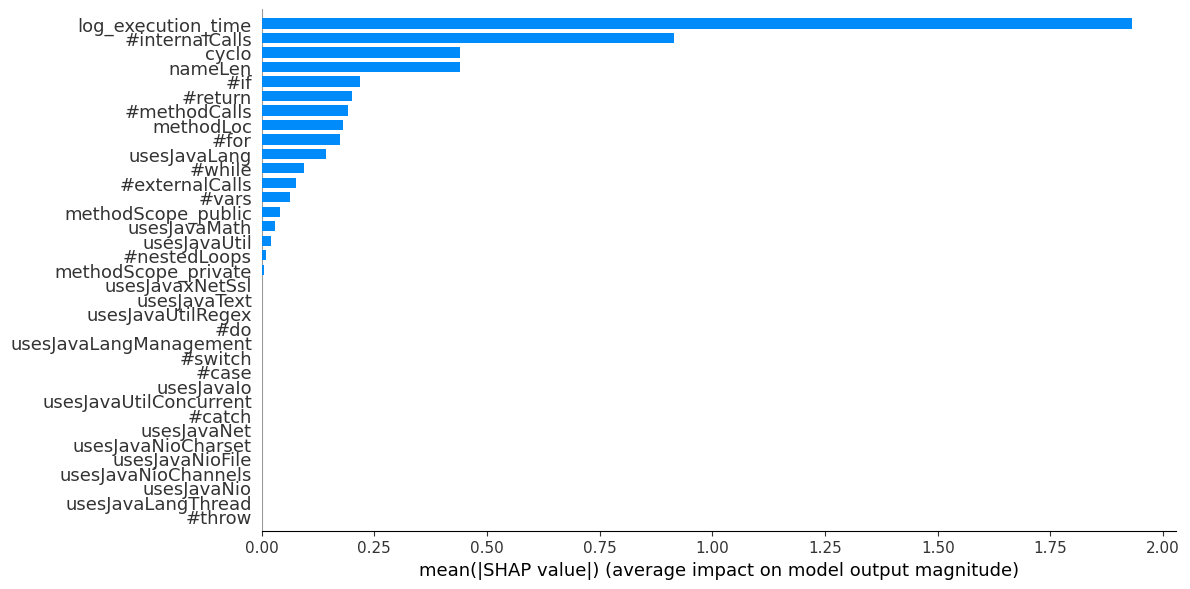 log_execution_time
#internalCalls
cyclo
nameLen
#if
#return
#methodCalls
methodLoc
#for
usesJavaLang
#while
#externalCalls
#vars
methodScope_public
usesJavaMath
usesJavaUtil
#nestedLoops
methodScope_private
usesJavaxNetSsl
usesJavaText
usesJavaUtilRegex
#do
usesJavaLangManagement
#switch
#case
usesJavaIo
usesJavaUtilConcurrent
#catch
usesJavaNet
usesJavaNioCharset
usesJavaNioFile
usesJavaNioChannels
usesJavaNio
usesJavaLangThread
#throw
0.00 0.25 0.50 0.75 1.00 1.25 1.50 1.75 2.00
mean(|SHAP value|) (average impact on model output magnitude)